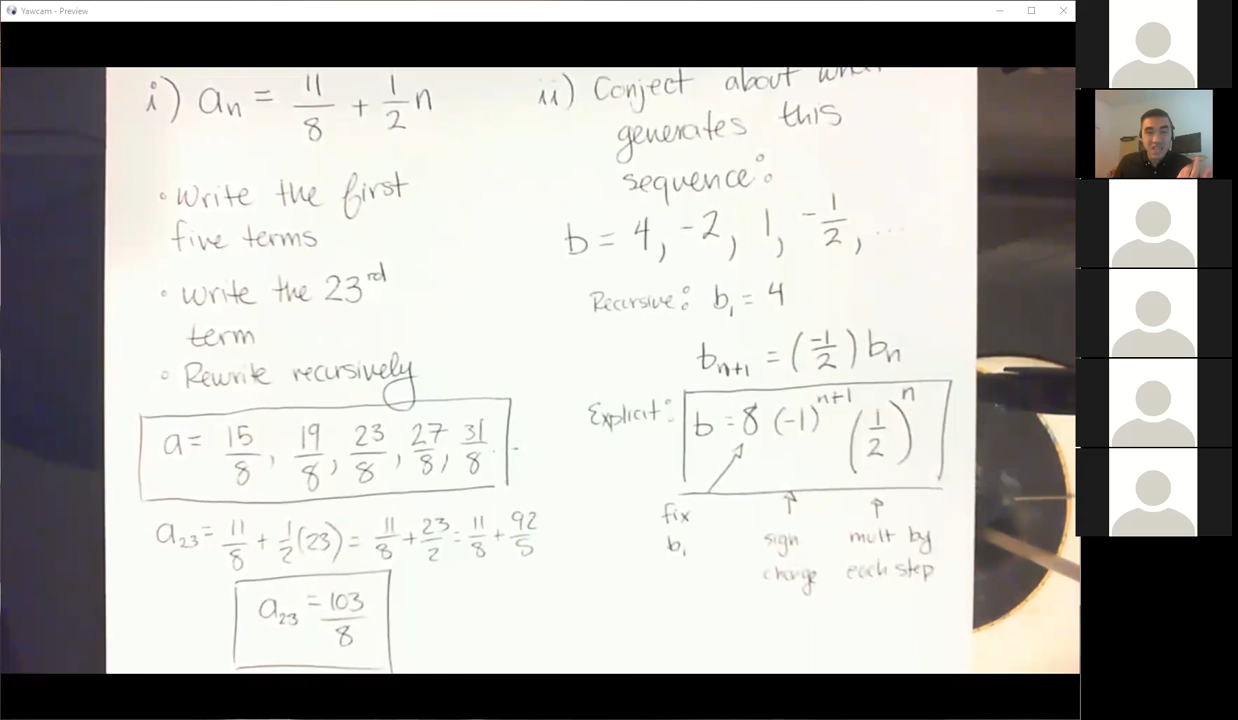 Yawcam - Preview
i) aₙ = 11/8 + 1/2 n
• Write the first
five terms
• Write the 23rd
term
• Rewrite recursively
a = 15/8, 19/8, 23/8, 27/8, 31/8 . .
a₂₃ = 11/8 + 1/2(23) = 11/8 + 23/2 = 11/8 + 92/5
a₂₃ = 103/8
ii) Conject about what
generates this
sequence:
b = 4, -2, 1, -1/2, ...
Recursive: b₁ = 4
bₙ₊₁ = (-1/2) bₙ
Explicit: b = 8 (-1)ⁿ⁺¹ (1/2)ⁿ
fix
b₁
sign
change
mult by
each step